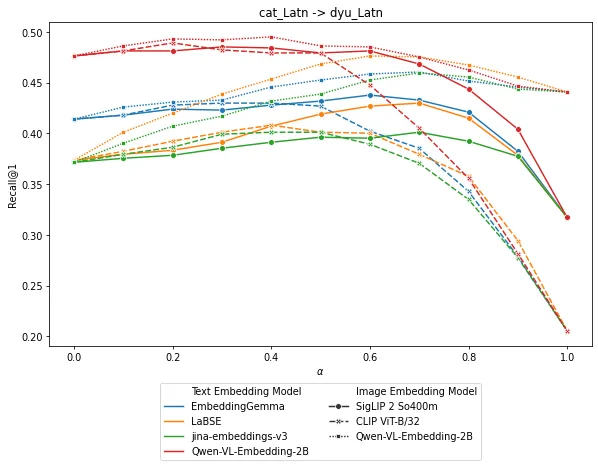 cat_Latn -> dyu_Latn
Recall@1
0.50
0.45
0.40
0.35
0.30
0.25
0.20
0.0 0.2 0.4 0.6 0.8 1.0
α
Text Embedding Model Image Embedding Model
EmbeddingGemma SigLIP 2 So400m
LaBSE CLIP ViT-B/32
jina-embeddings-v3 Qwen-VL-Embedding-2B
Qwen-VL-Embedding-2B